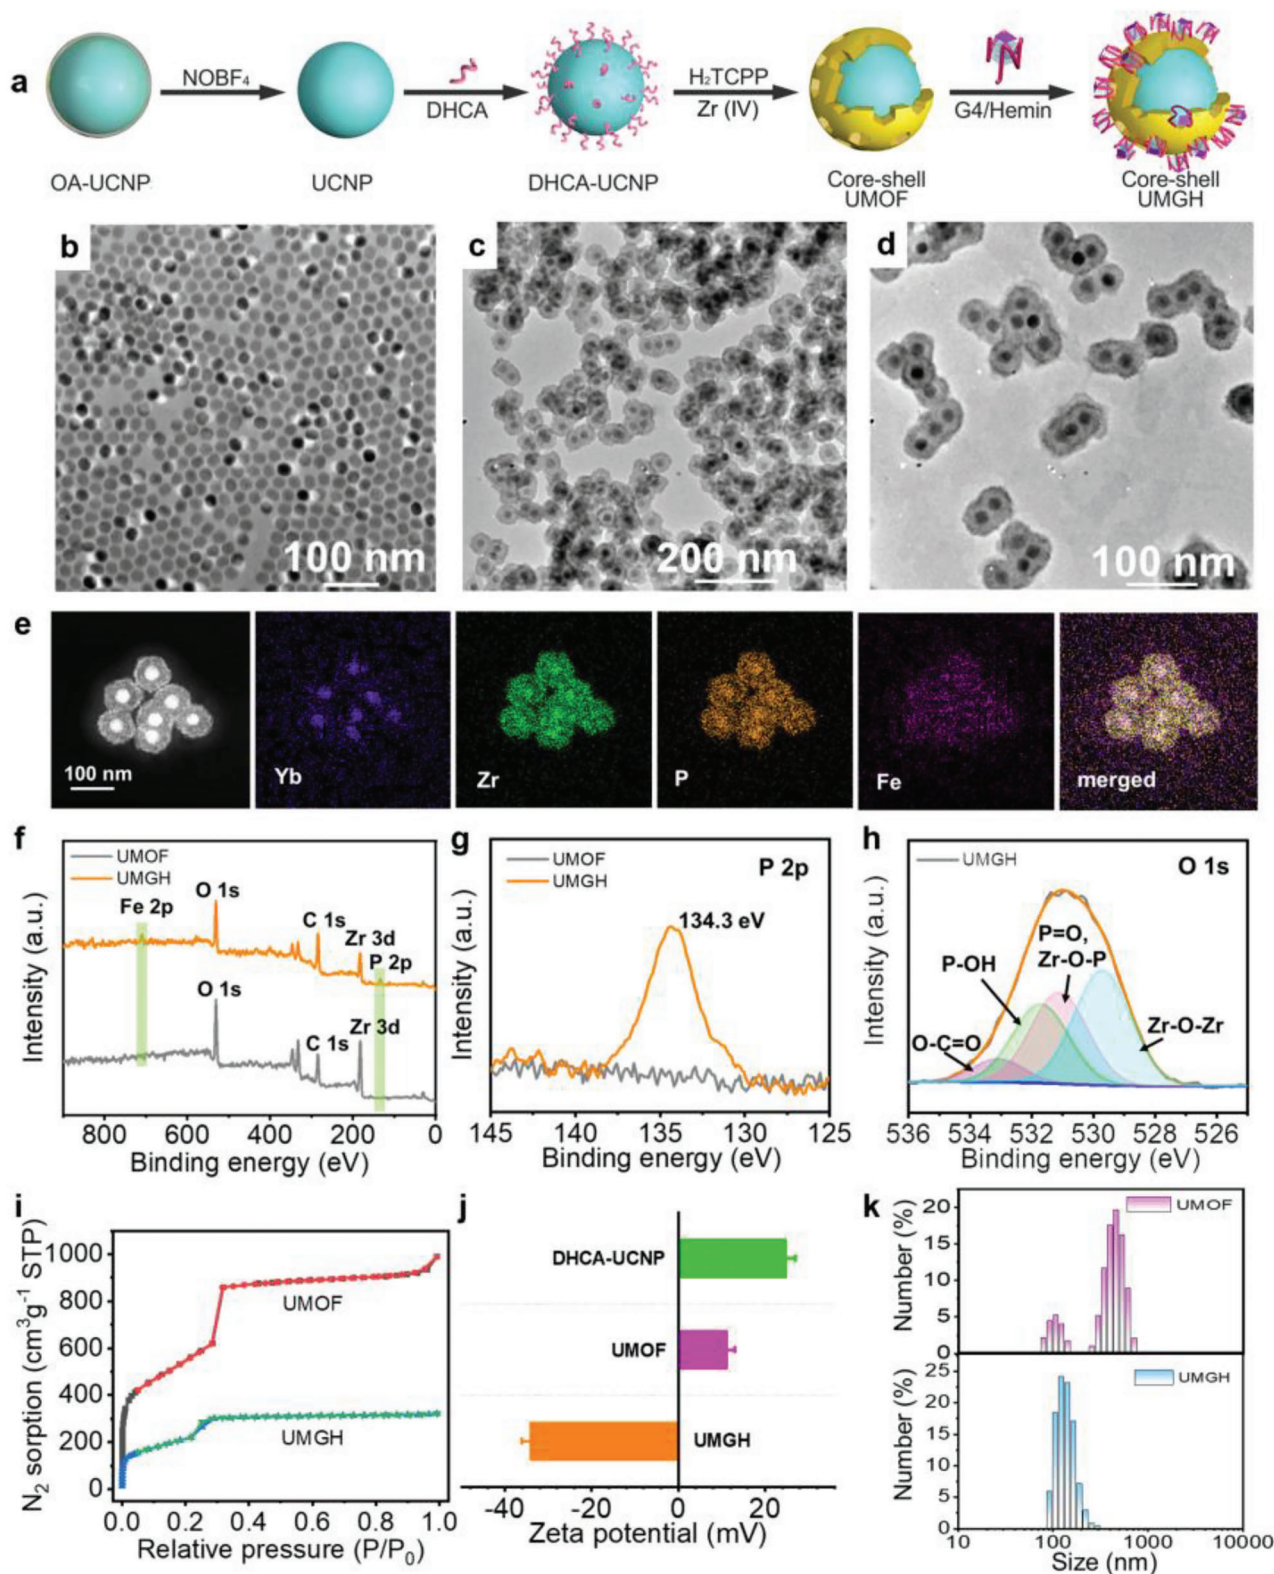 a
NOBF₄
DHCA
H₂TCPP
Zr (IV)
G4/Hemin
OA-UCNP
UCNP
DHCA-UCNP
Core-shell
UMOF
Core-shell
UMGH
b
100 nm
c
200 nm
d
100 nm
e
100 nm
Yb
Zr
P
Fe
merged
f
UMOF
UMGH
Fe 2p
O 1s
C 1s
Zr 3d
P 2p
O 1s
C 1s
Zr 3d
Intensity (a.u.)
800 600 400 200 0
Binding energy (eV)
g
UMOF
UMGH
P 2p
134.3 eV
Intensity (a.u.)
145 140 135 130 125
Binding energy (eV)
h
UMGH
O 1s
P=O,
Zr-O-P
P-OH
O-C=O
Zr-O-Zr
Intensity (a.u.)
536 534 532 530 528 526
Binding energy (eV)
i
N₂ sorption (cm³g⁻¹ STP)
1000
800
600
400
200
0
UMOF
UMGH
0.0 0.2 0.4 0.6 0.8 1.0
Relative pressure (P/P₀)
j
DHCA-UCNP
UMOF
UMGH
-40 -20 0 20
Zeta potential (mV)
k
UMOF
Number (%)
20
15
10
5
0
UMGH
Number (%)
25
20
15
10
5
0
10 100 1000 10000
Size (nm)